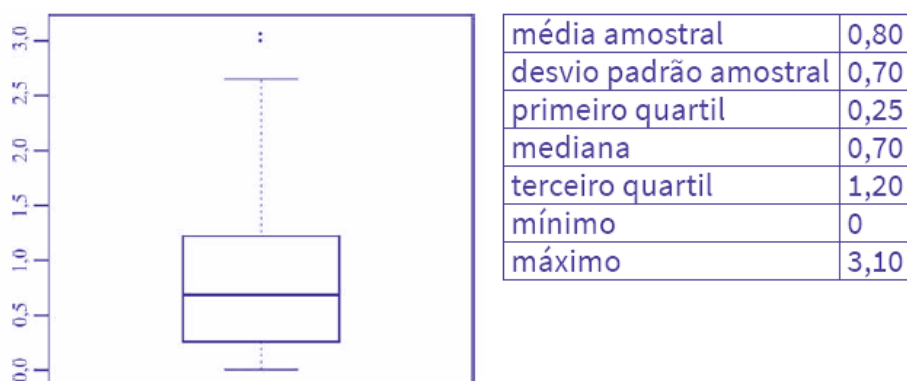 3,0
2,5
2,0
1,5
1,0
0,5
0,0
média amostral 0,80
desvio padrão amostral 0,70
primeiro quartil 0,25
mediana 0,70
terceiro quartil 1,20
mínimo 0
máximo 3,10